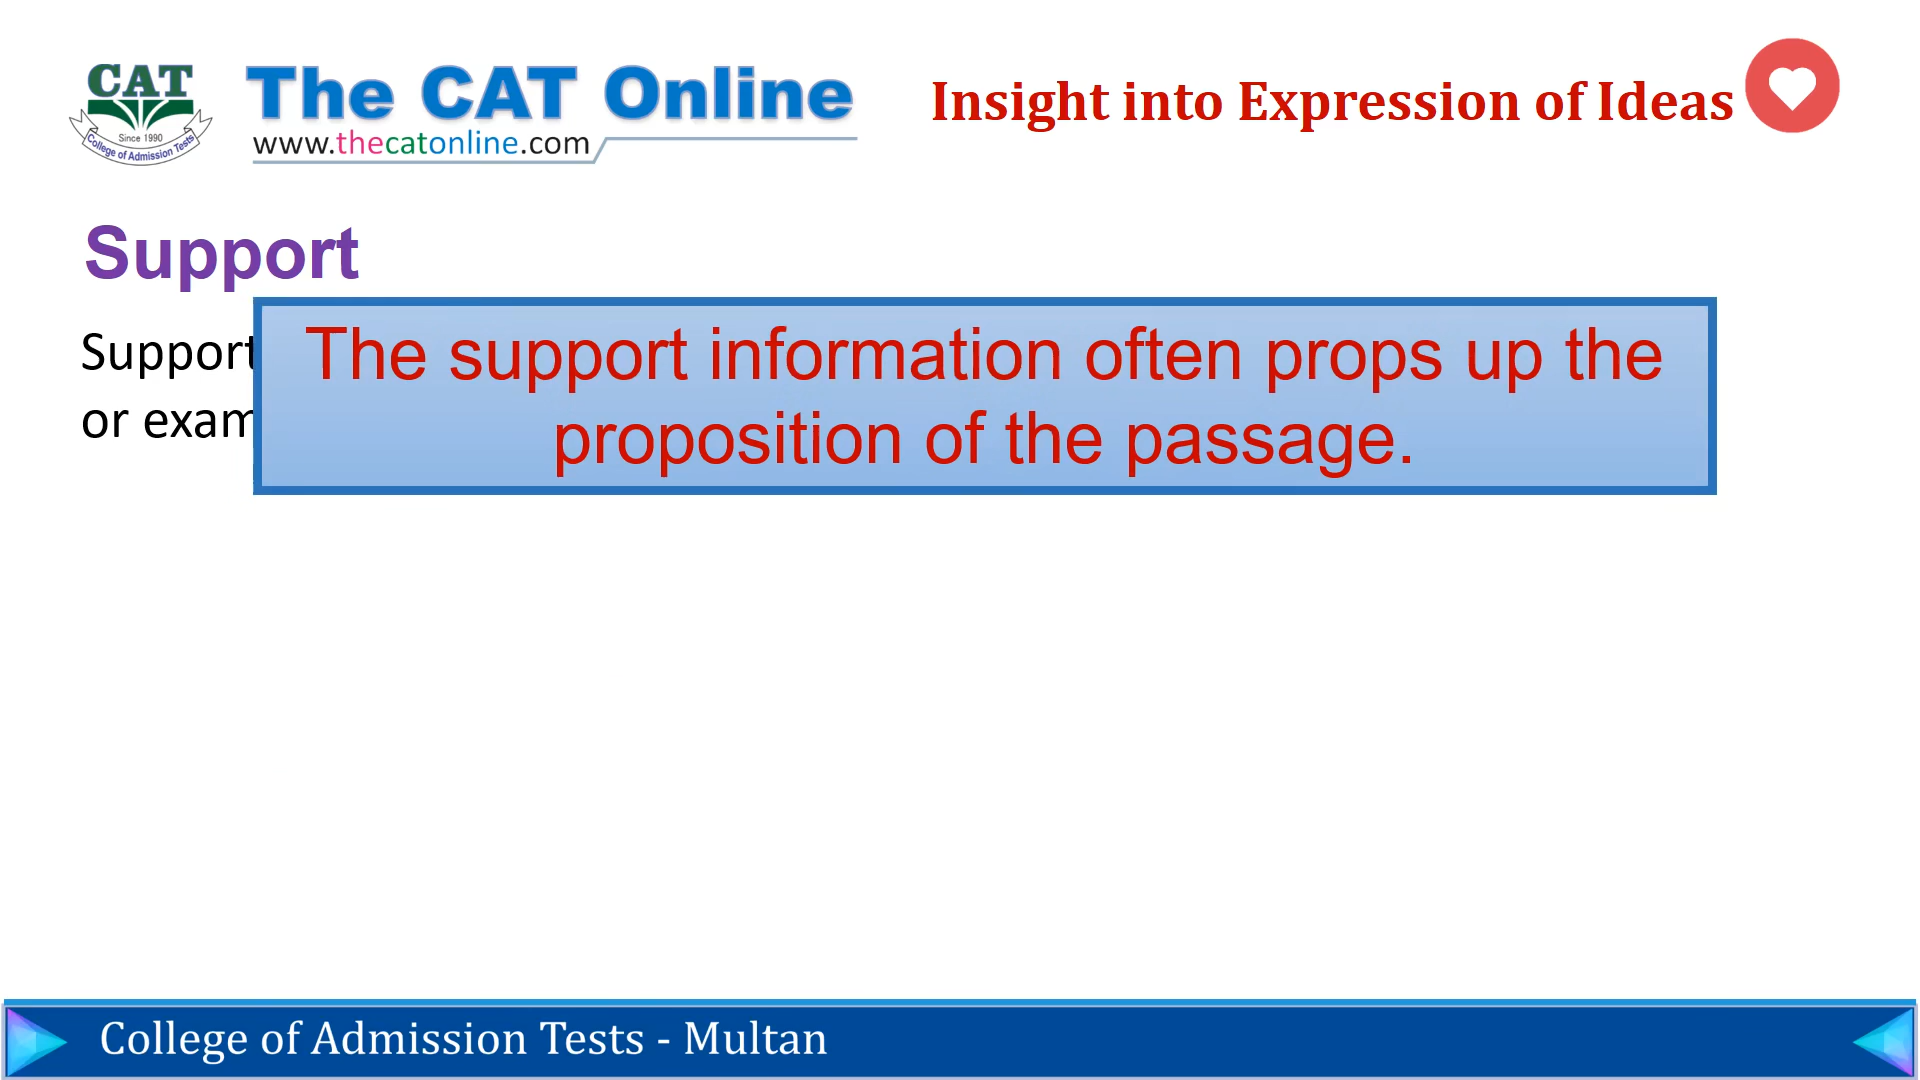 CAT
Since 1990
College of Admission Tests
The CAT Online
www.thecatonline.com
Insight into Expression of Ideas
Support
Support
or exam
The support information often props up the
proposition of the passage.
College of Admission Tests - Multan